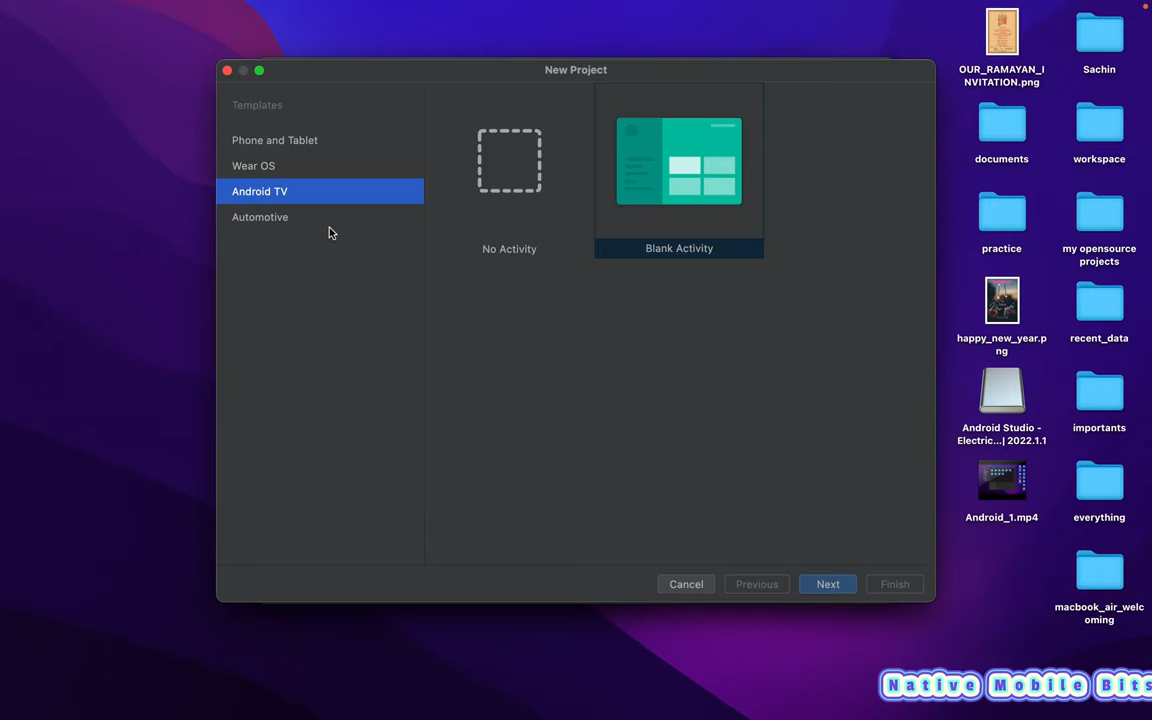 New Project
Templates
Phone and Tablet
Wear OS
Android TV
Automotive
No Activity
Blank Activity
Cancel
Previous
Next
Finish
OUR_RAMAYAN_I
NVITATION.png
Sachin
documents
workspace
practice
my opensource
projects
happy_new_year.p
ng
recent_data
Android Studio -
Electric...| 2022.1.1
importants
Android_1.mp4
everything
macbook_air_welc
oming
Native Mobile Bits